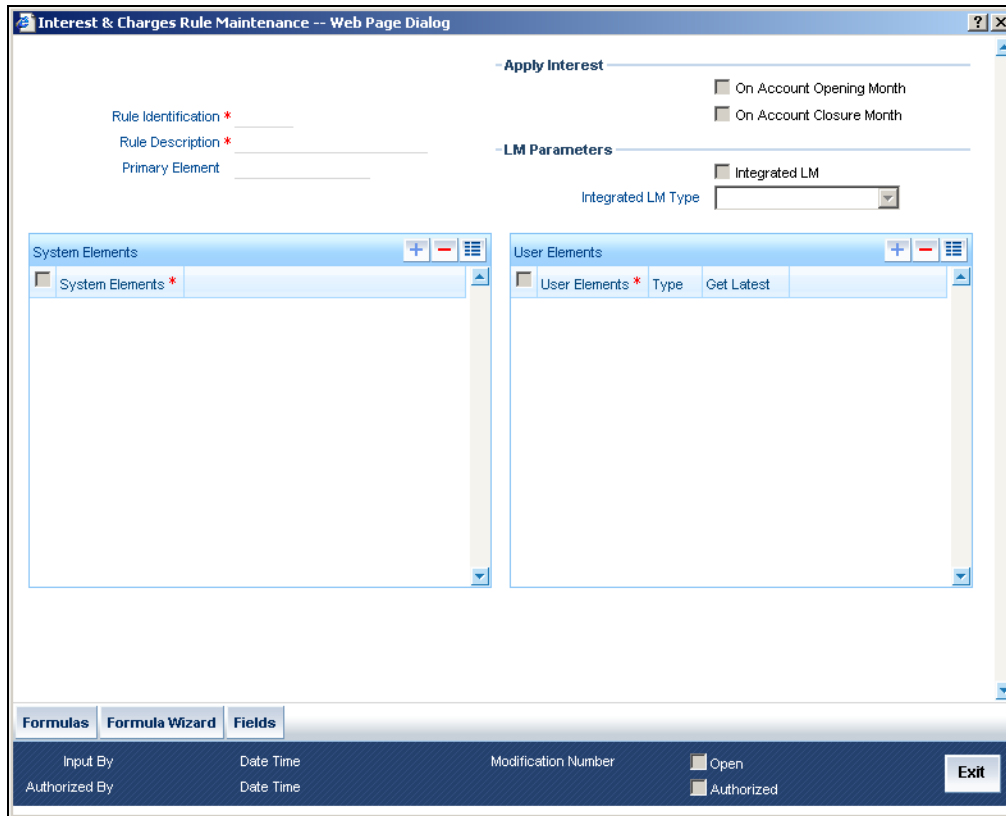 Interest & Charges Rule Maintenance -- Web Page Dialog
Apply Interest
On Account Opening Month
On Account Closure Month
Rule Identification *
Rule Description *
Primary Element
LM Parameters
Integrated LM
Integrated LM Type
System Elements
System Elements *
User Elements
User Elements * Type Get Latest
Formulas Formula Wizard Fields
Input By Date Time Modification Number Open
Authorized By Date Time Authorized
Exit